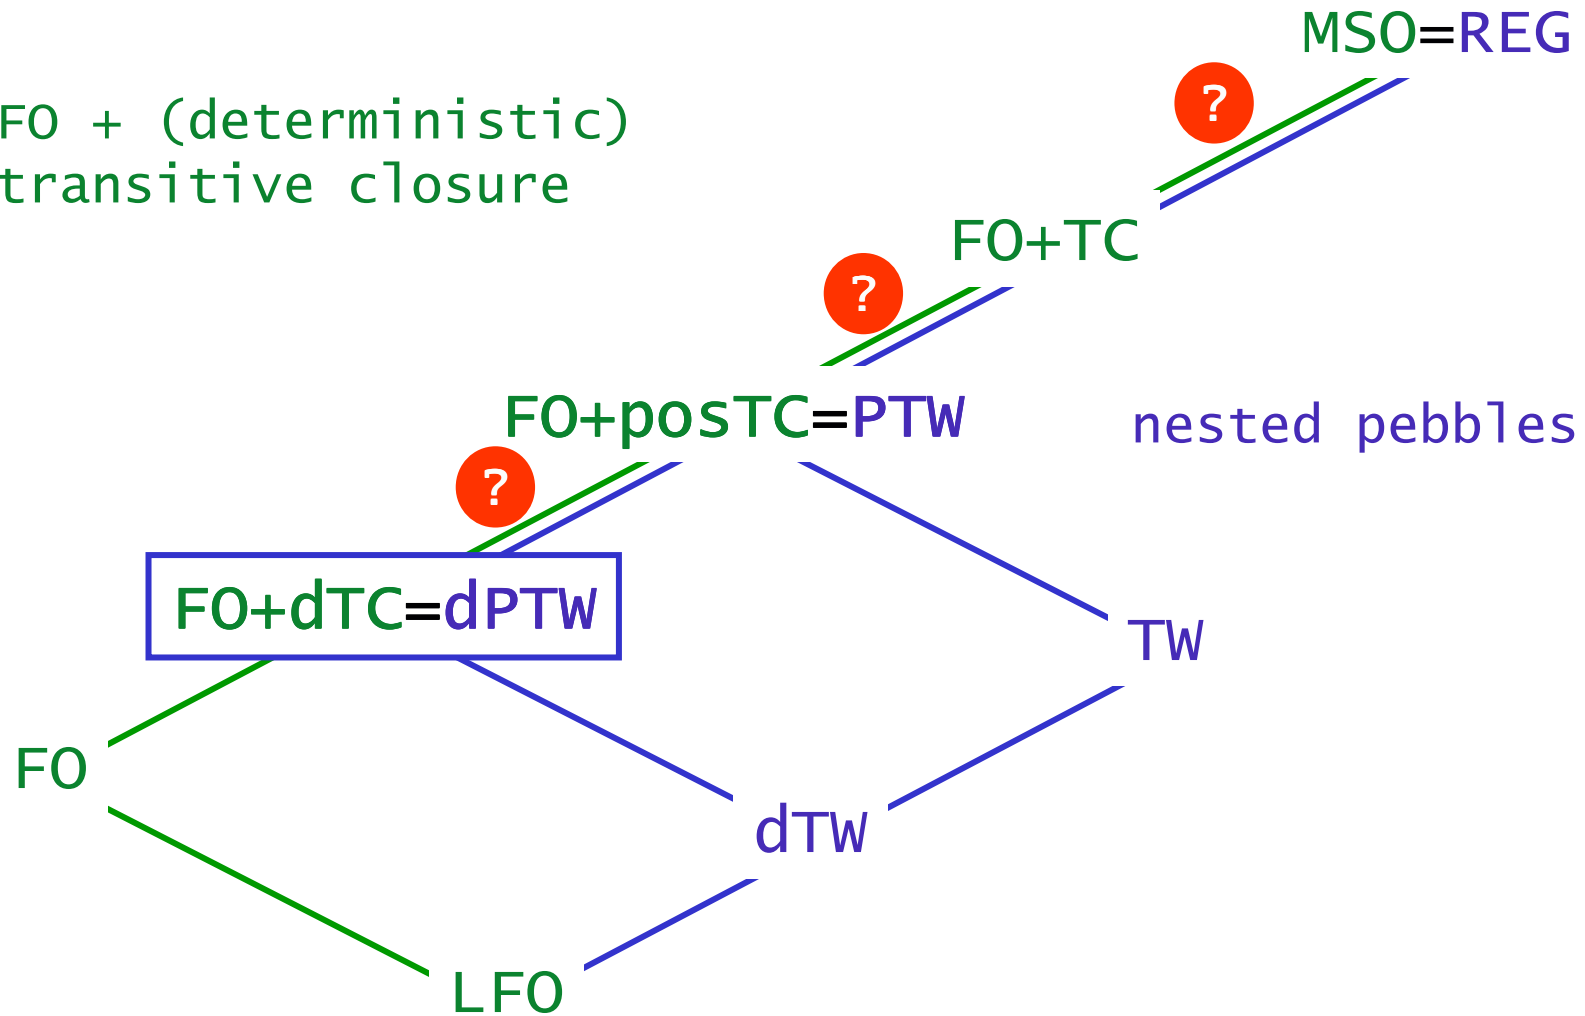 MSO=REG
?
FO + (deterministic)
transitive closure
FO+TC
?
FO+posTC=PTW
nested pebbles
?
FO+dTC=dPTW
TW
FO
dTW
LFO